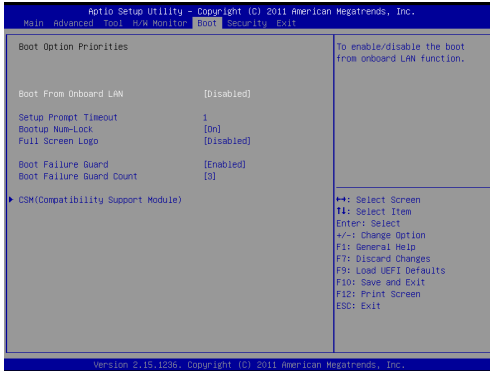 Aptio Setup Utility – Copyright (C) 2011 American Megatrends, Inc.
Main Advanced Tool H/W Monitor Boot Security Exit
Boot Option Priorities
Boot From Onboard LAN [Disabled]
Setup Prompt Timeout 1
Bootup Num-Lock [On]
Full Screen Logo [Disabled]
Boot Failure Guard [Enabled]
Boot Failure Guard Count [3]
CSM(Compatibility Support Module)
To enable/disable the boot
from onboard LAN function.
↔: Select Screen
↑↓: Select Item
Enter: Select
+/-: Change Option
F1: General Help
F7: Discard Changes
F9: Load UEFI Defaults
F10: Save and Exit
F12: Print Screen
ESC: Exit
Version 2.15.1236. Copyright (C) 2011 American Megatrends, Inc.